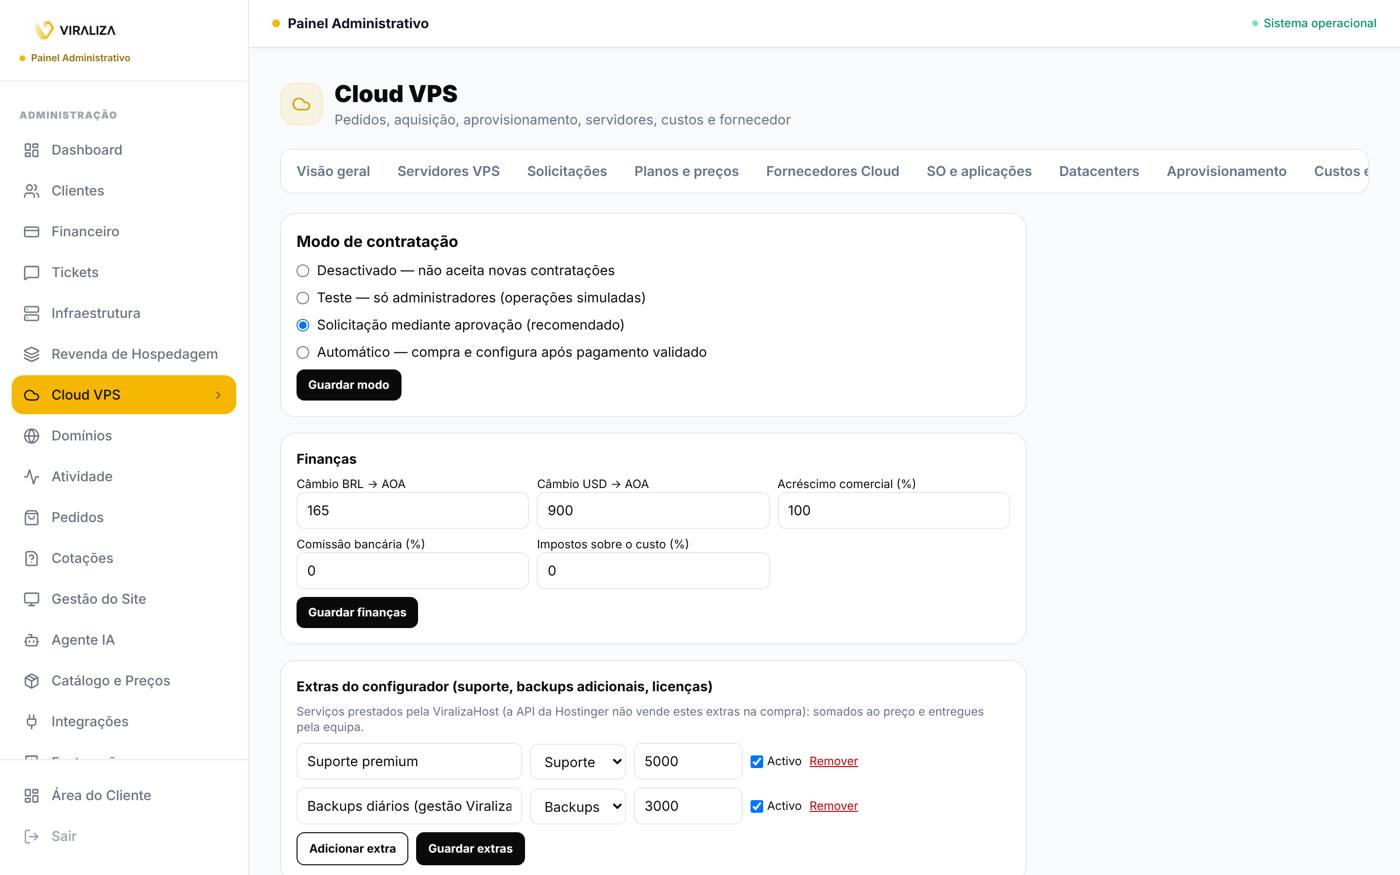 VIRALIZA
Painel Administrativo
ADMINISTRAÇÃO
Dashboard
Clientes
Financeiro
Tickets
Infraestrutura
Revenda de Hospedagem
Cloud VPS
Domínios
Atividade
Pedidos
Cotações
Gestão do Site
Agente IA
Catálogo e Preços
Integrações
Área do Cliente
Sair
Painel Administrativo
Sistema operacional
Cloud VPS
Pedidos, aquisição, aprovisionamento, servidores, custos e fornecedor
Visão geral Servidores VPS Solicitações Planos e preços Fornecedores Cloud SO e aplicações Datacenters Aprovisionamento Custos e
Modo de contratação
Desactivado — não aceita novas contratações
Teste — só administradores (operações simuladas)
Solicitação mediante aprovação (recomendado)
Automático — compra e configura após pagamento validado
Guardar modo
Finanças
Câmbio BRL → AOA Câmbio USD → AOA Acréscimo comercial (%)
165 900 100
Comissão bancária (%) Impostos sobre o custo (%)
0 0
Guardar finanças
Extras do configurador (suporte, backups adicionais, licenças)
Serviços prestados pela ViralizaHost (a API da Hostinger não vende estes extras na compra): somados ao preço e entregues
pela equipa.
Suporte premium Suporte 5000 Activo Remover
Backups diários (gestão Viraliza Backups 3000 Activo Remover
Adicionar extra Guardar extras